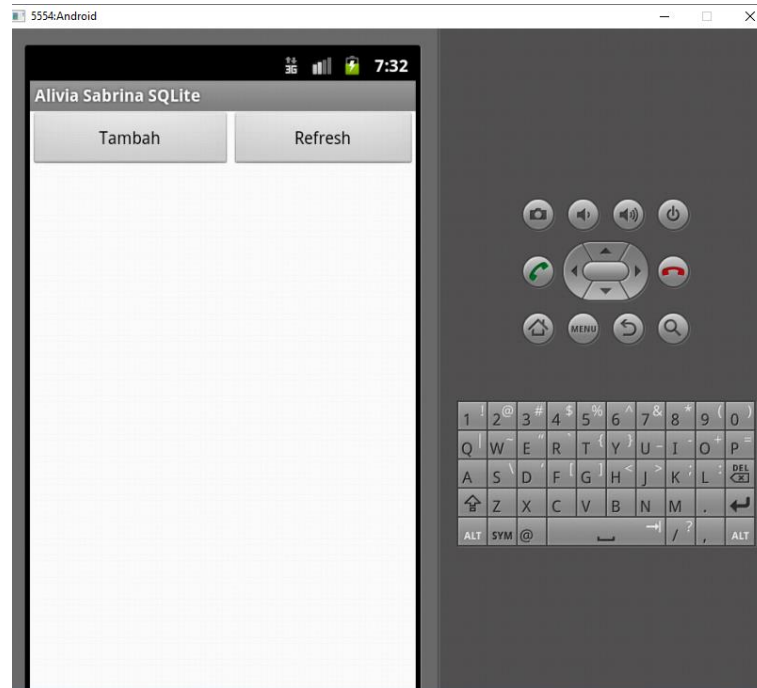 5554:Android
3G 7:32
Alivia Sabrina SQLite
Tambah Refresh
MENU
1 ! 2 @ 3 # 4 $ 5 % 6 ^ 7 & 8 * 9 ( 0 )
Q | W ~ E " R ` T { Y } U - I - O + P =
A S \ D ' F [ G ] H < J > K ; L : DEL
Z X C V B N M .
ALT SYM @ / ? , ALT